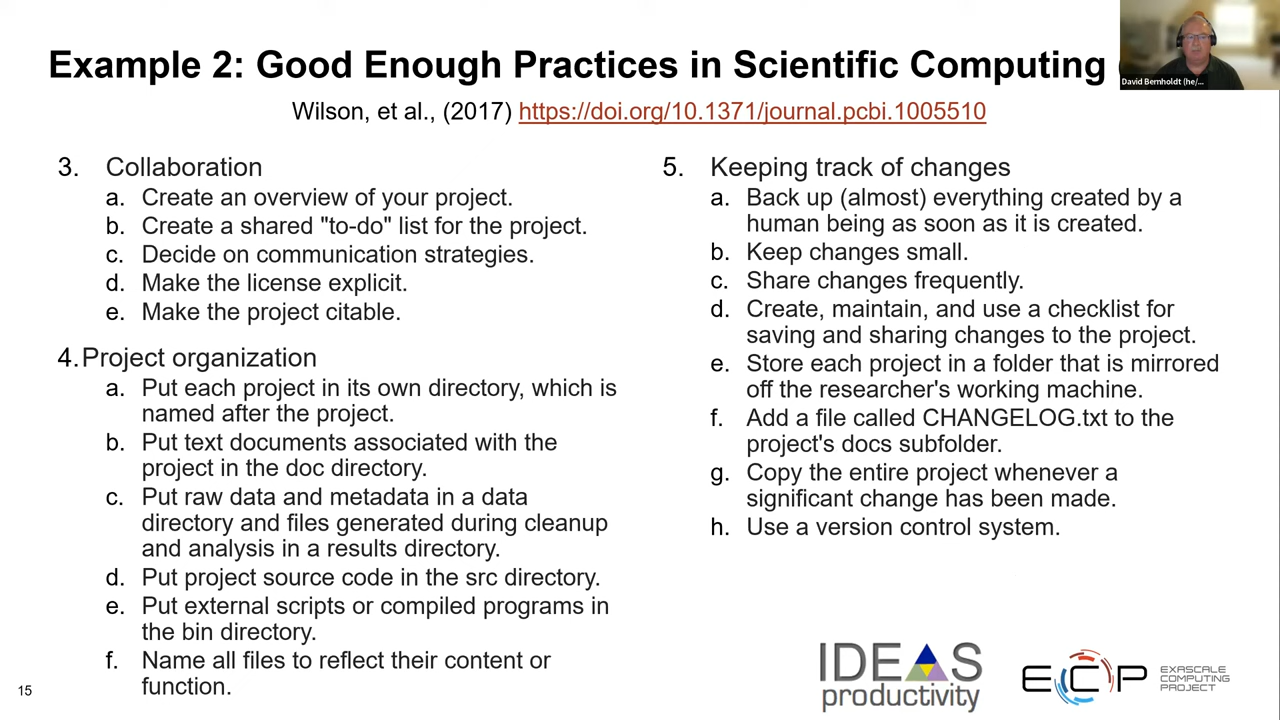 Example 2: Good Enough Practices in Scientific Computing
David Bernholdt (he/...
Wilson, et al., (2017) https://doi.org/10.1371/journal.pcbi.1005510
3. Collaboration
a. Create an overview of your project.
b. Create a shared "to-do" list for the project.
c. Decide on communication strategies.
d. Make the license explicit.
e. Make the project citable.
4. Project organization
a. Put each project in its own directory, which is
named after the project.
b. Put text documents associated with the
project in the doc directory.
c. Put raw data and metadata in a data
directory and files generated during cleanup
and analysis in a results directory.
d. Put project source code in the src directory.
e. Put external scripts or compiled programs in
the bin directory.
f. Name all files to reflect their content or
function.
5. Keeping track of changes
a. Back up (almost) everything created by a
human being as soon as it is created.
b. Keep changes small.
c. Share changes frequently.
d. Create, maintain, and use a checklist for
saving and sharing changes to the project.
e. Store each project in a folder that is mirrored
off the researcher's working machine.
f. Add a file called CHANGELOG.txt to the
project's docs subfolder.
g. Copy the entire project whenever a
significant change has been made.
h. Use a version control system.
15
IDEAS
productivity
ECP
EXASCALE
COMPUTING
PROJECT